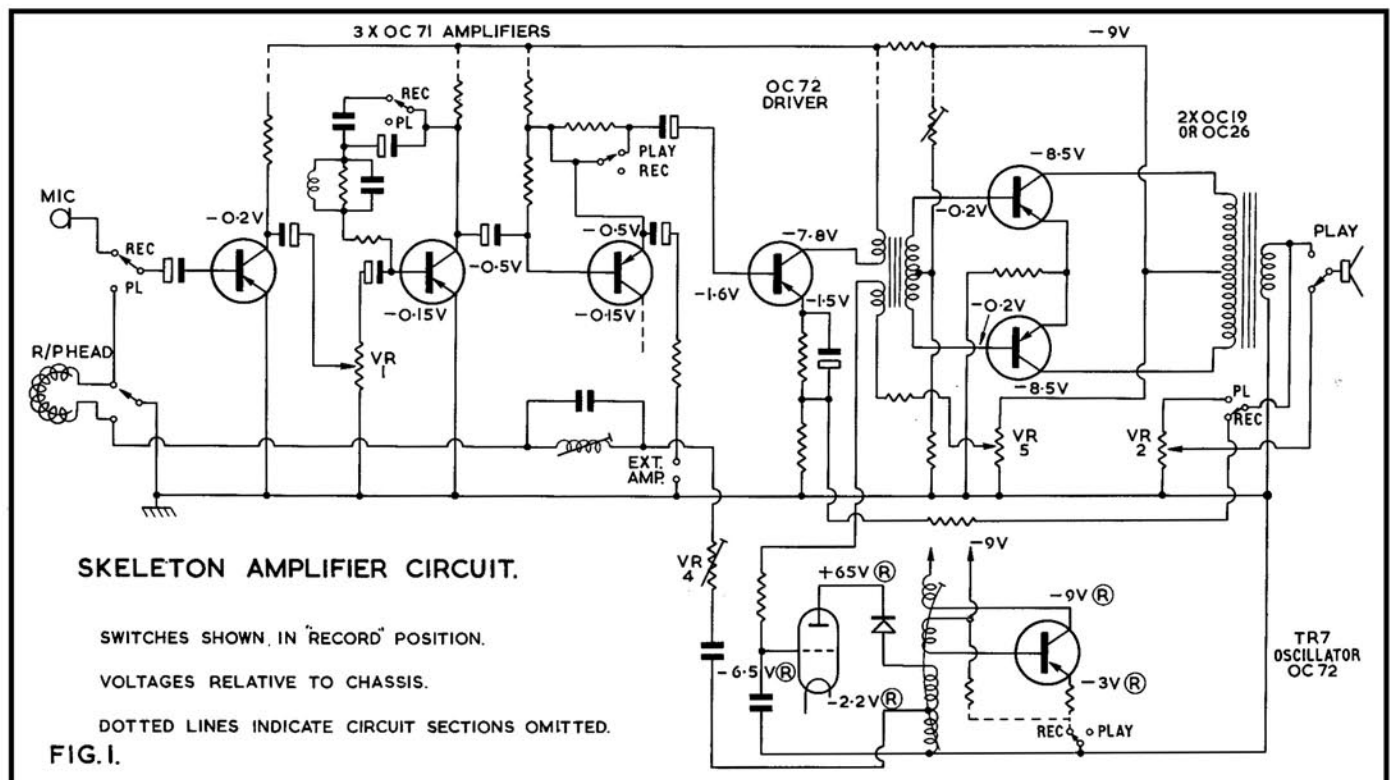 3 X OC 71 AMPLIFIERS
-9V
OC 72
DRIVER
2XOC19
OR OC26
REC
PL
PLAY
REC
-8·5V
MIC
-0·2V
-0·5V
-0·2V
REC
PL
-7·8V
PLAY
-0·5V
-1·6V
-1·5V
-0·2V
-0·15V
-0·15V
VR
1
R/P HEAD
-8·5V
PL
REC
VR
5
VR
2
EXT.
AMP.
SKELETON AMPLIFIER CIRCUIT.
VR
4
-9V
+65V Ⓡ
-9V Ⓡ
SWITCHES SHOWN, IN "RECORD" POSITION.
TR7
OSCILLATOR
OC 72
-6·5V Ⓡ
-3V Ⓡ
VOLTAGES RELATIVE TO CHASSIS.
-2·2V Ⓡ
DOTTED LINES INDICATE CIRCUIT SECTIONS OMITTED.
REC
PLAY
FIG.1.